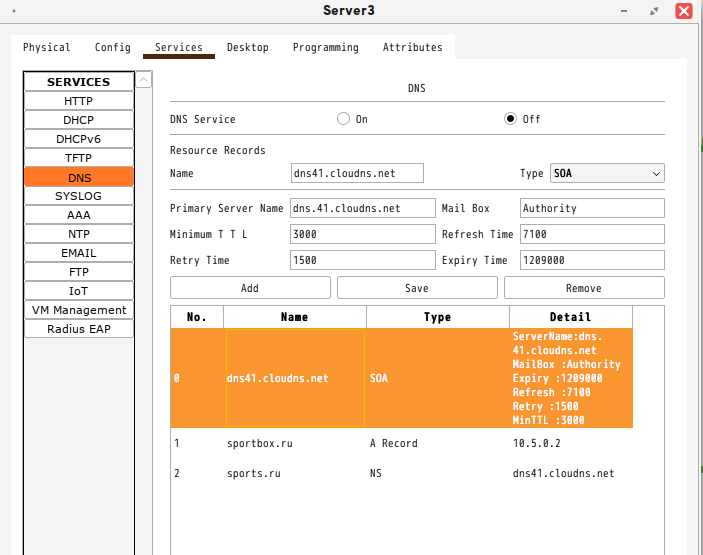 Server3
Physical Config Services Desktop Programming Attributes
SERVICES
HTTP
DHCP
DHCPv6
TFTP
DNS
SYSLOG
AAA
NTP
EMAIL
FTP
IoT
VM Management
Radius EAP
DNS
DNS Service On Off
Resource Records
Name dns41.cloudns.net Type SOA
Primary Server Name dns.41.cloudns.net Mail Box Authority
Minimum T T L 3000 Refresh Time 7100
Retry Time 1500 Expiry Time 1209000
Add Save Remove
No. Name Type Detail
0 dns41.cloudns.net SOA
ServerName:dns.
41.cloudns.net
MailBox :Authority
Expiry :1209000
Refresh :7100
Retry :1500
MinTTL :3000
1 sportbox.ru A Record 10.5.0.2
2 sports.ru NS dns41.cloudns.net